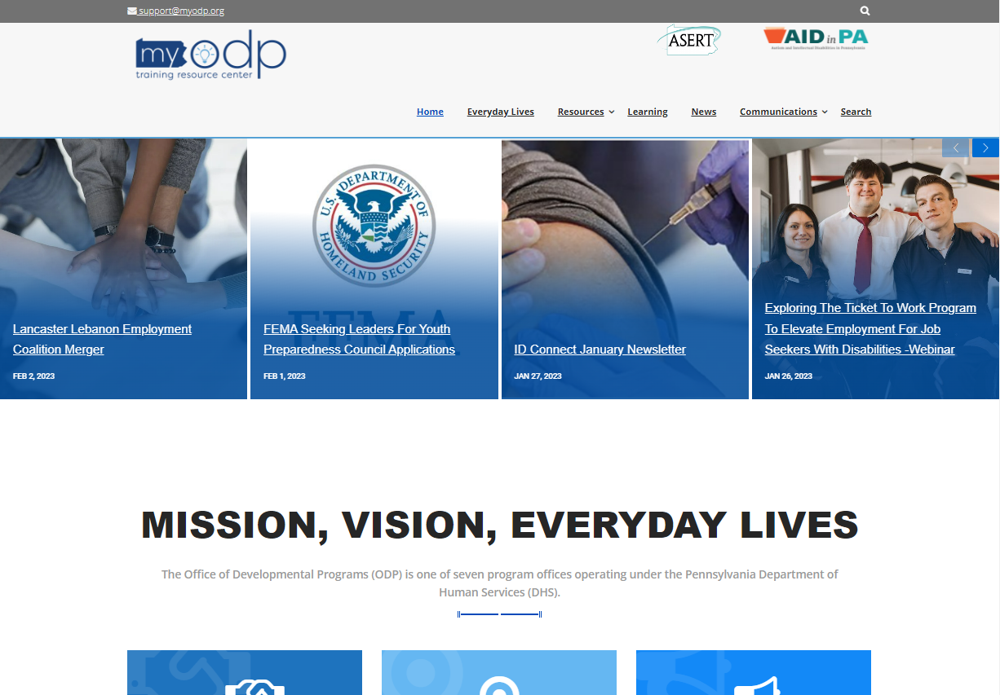 support@myodp.org
myodp
training resource center
ASERT
AID in PA
Autism and Intellectual Disabilities in Pennsylvania
Home Everyday Lives Resources Learning News Communications Search
U.S. DEPARTMENT OF
HOMELAND SECURITY
FEMA
Lancaster Lebanon Employment
Coalition Merger
FEB 2, 2023
FEMA Seeking Leaders For Youth
Preparedness Council Applications
FEB 1, 2023
ID Connect January Newsletter
JAN 27, 2023
Exploring The Ticket To Work Program
To Elevate Employment For Job
Seekers With Disabilities -Webinar
JAN 26, 2023
MISSION, VISION, EVERYDAY LIVES
The Office of Developmental Programs (ODP) is one of seven program offices operating under the Pennsylvania Department of
Human Services (DHS).